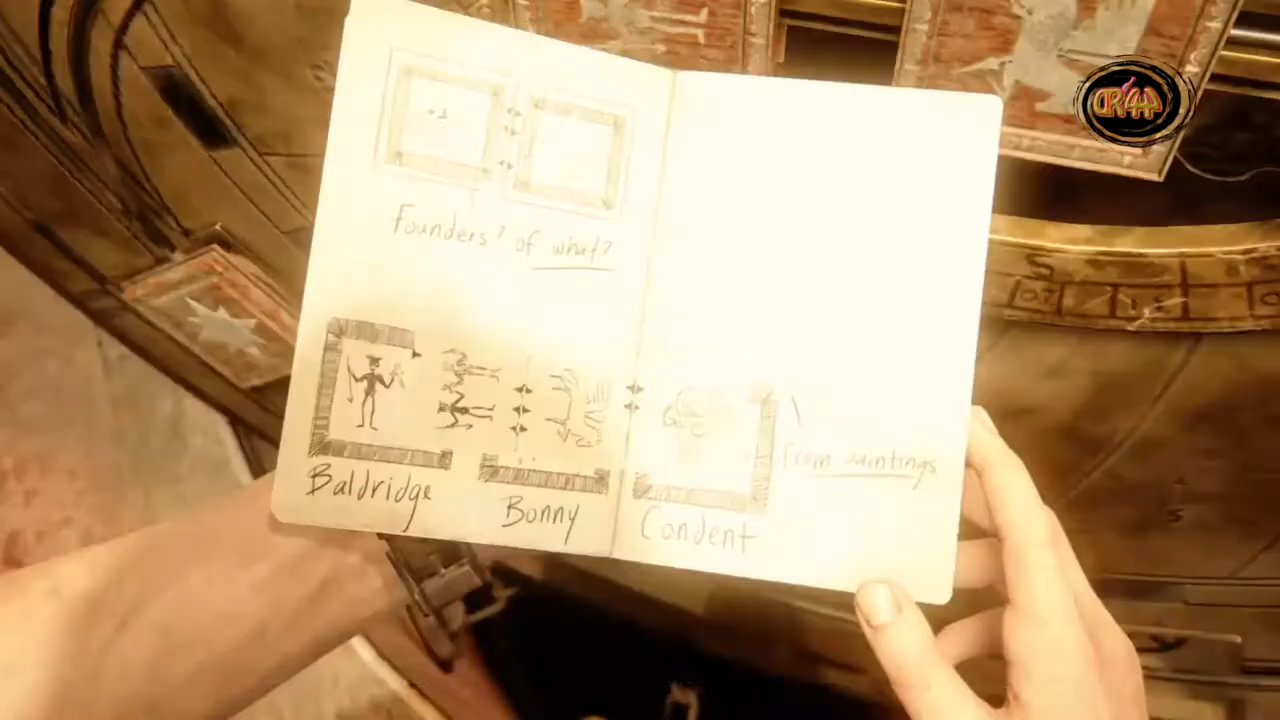 Founders? of what?
Baldridge
Bonny
Condent
From paintings